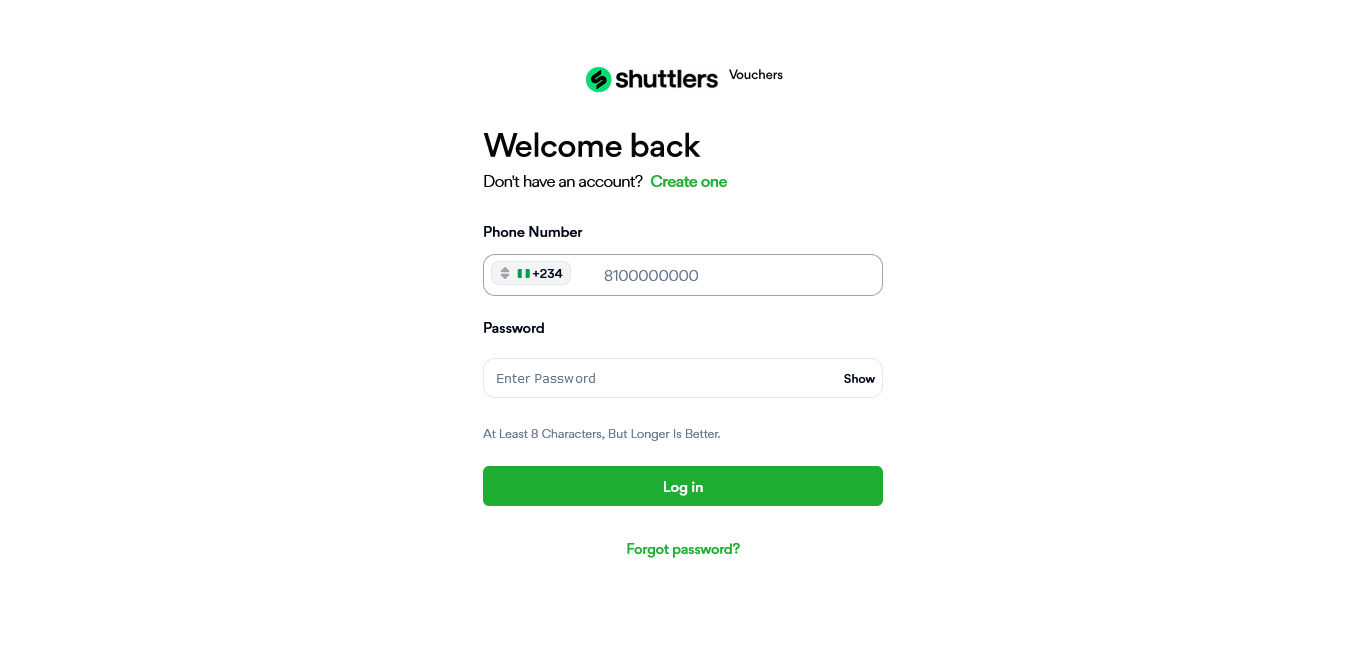 shuttlers Vouchers
Welcome back
Don't have an account? Create one
Phone Number
+234 8100000000
Password
Enter Password Show
At Least 8 Characters, But Longer Is Better.
Log in
Forgot password?